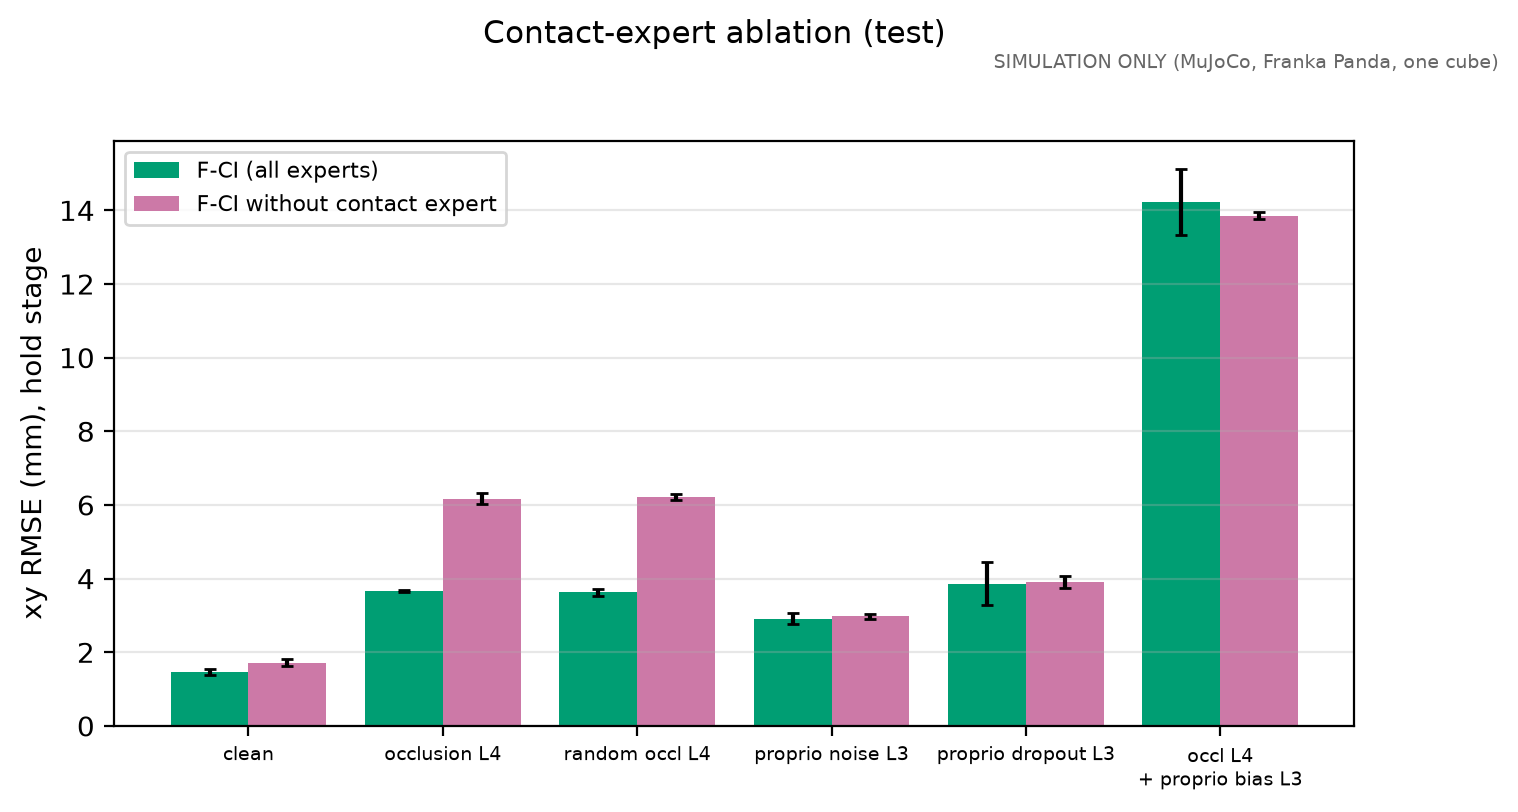 Contact-expert ablation (test)
SIMULATION ONLY (MuJoCo, Franka Panda, one cube)
F-CI (all experts)
F-CI without contact expert
xy RMSE (mm), hold stage
14
12
10
8
6
4
2
0
clean
occlusion L4
random occl L4
proprio noise L3
proprio dropout L3
occl L4
+ proprio bias L3